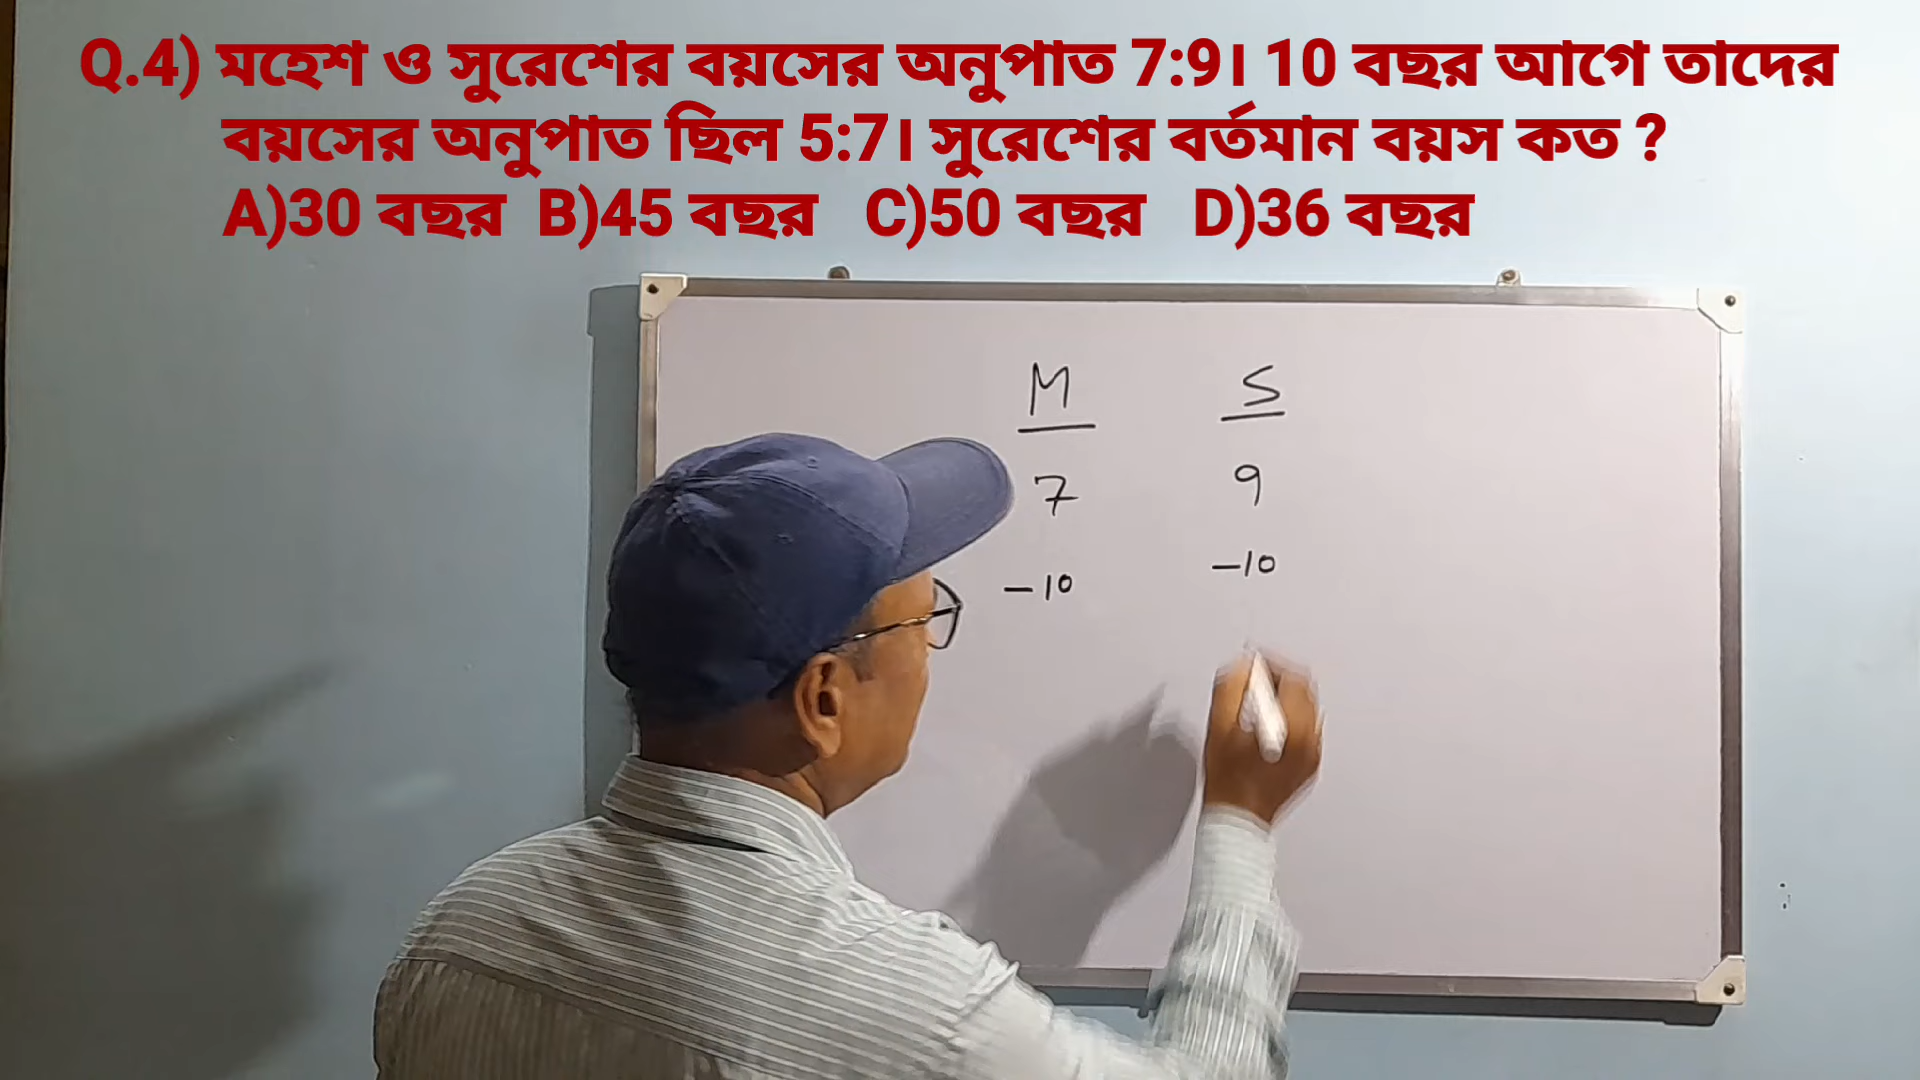 Q.4) মহেশ ও সুরেশের বয়সের অনুপাত 7:9। 10 বছর আগে তাদের
বয়সের অনুপাত ছিল 5:7। সুরেশের বর্তমান বয়স কত ?
A)30 বছর B)45 বছর C)50 বছর D)36 বছর
M S
7 9
-10 -10